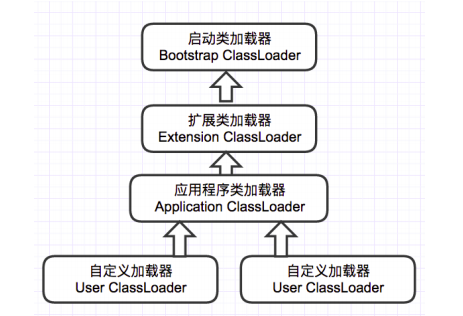 启动类加载器
Bootstrap ClassLoader
扩展类加载器
Extension ClassLoader
应用程序类加载器
Application ClassLoader
自定义加载器
User ClassLoader
自定义加载器
User ClassLoader